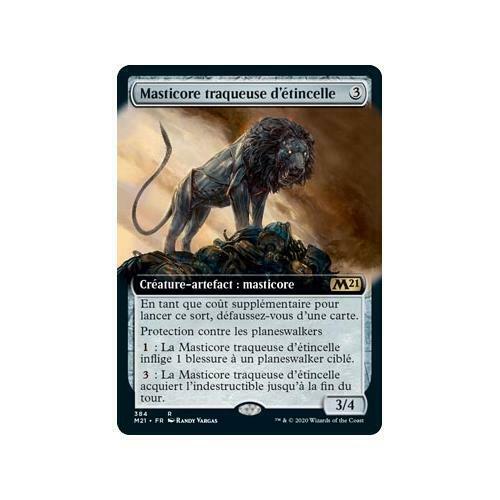 Masticore traqueuse d'étincelle 3
Créature-artefact : masticore M21
En tant que coût supplémentaire pour
lancer ce sort, défaussez-vous d'une carte.
Protection contre les planeswalkers
1 : La Masticore traqueuse d'étincelle
inflige 1 blessure à un planeswalker ciblé.
3 : La Masticore traqueuse d'étincelle
acquiert l'indestructible jusqu'à la fin du
tour.
3/4
384 R
M21 • FR RANDY VARGAS ™ & © 2020 Wizards of the Coast